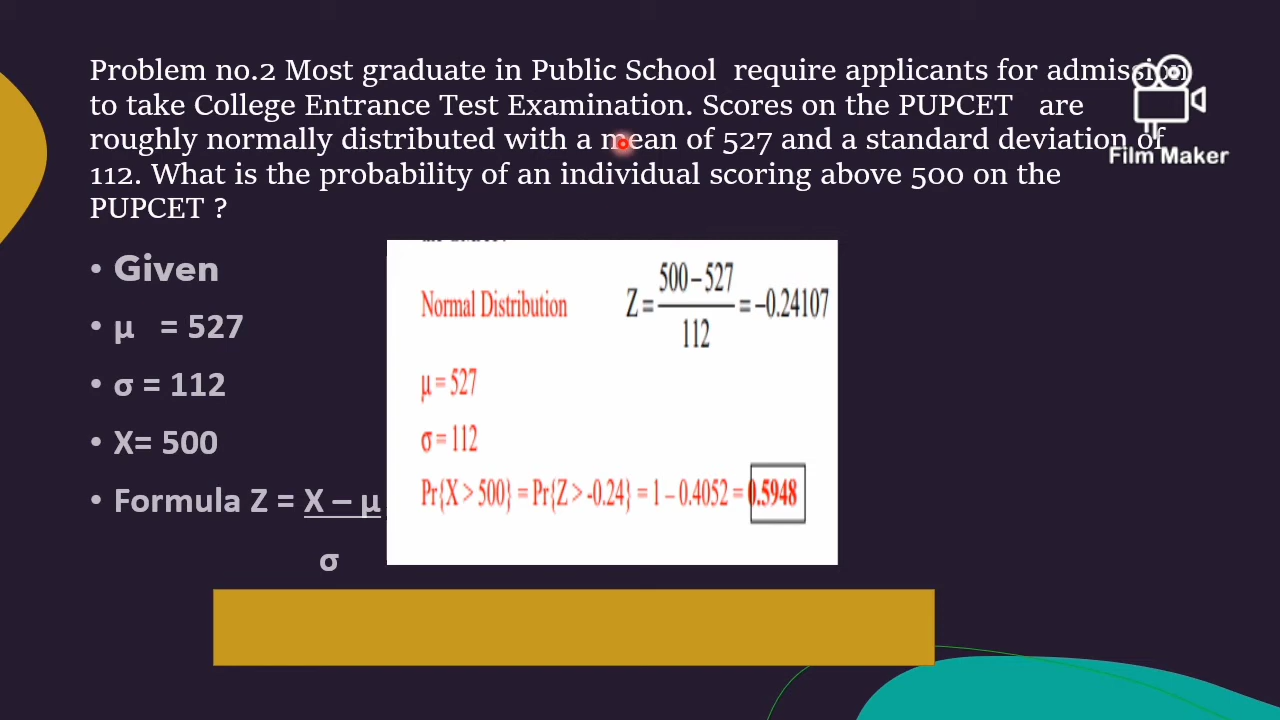 Problem no.2 Most graduate in Public School require applicants for admission
to take College Entrance Test Examination. Scores on the PUPCET are
roughly normally distributed with a mean of 527 and a standard deviation of
112. What is the probability of an individual scoring above 500 on the
PUPCET ?
Film Maker
• Given
• μ = 527
• σ = 112
• X= 500
• Formula Z = X – μ
σ
Normal Distribution
Z = 500 – 527 / 112 = –0.24107
μ = 527
σ = 112
Pr{X > 500} = Pr{Z > -0.24} = 1 – 0.4052 = 0.5948